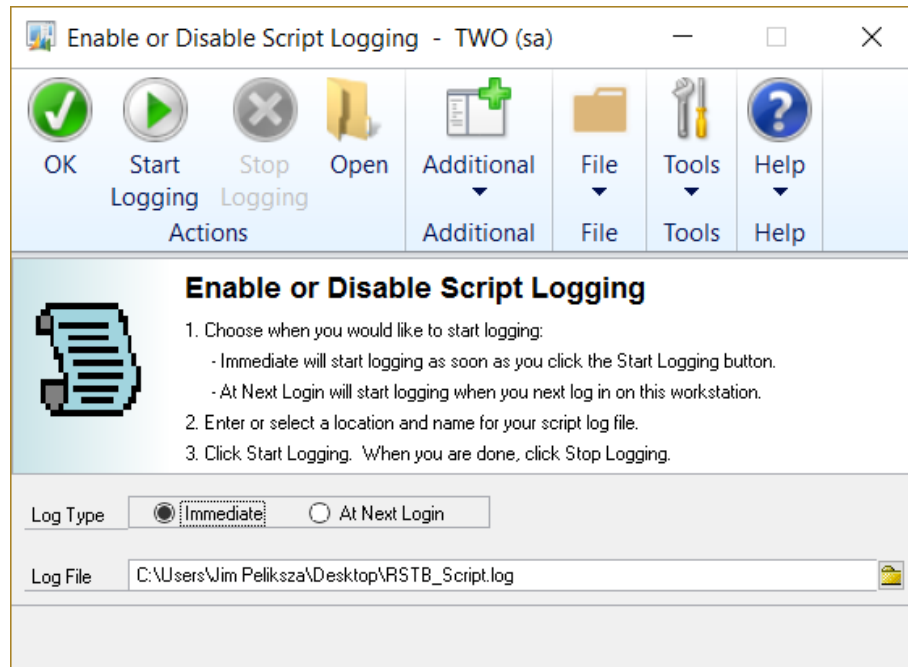 Enable or Disable Script Logging - TWO (sa)
OK Start Logging Stop Logging Open Additional File Tools Help
Actions Additional File Tools Help
Enable or Disable Script Logging
1. Choose when you would like to start logging:
- Immediate will start logging as soon as you click the Start Logging button.
- At Next Login will start logging when you next log in on this workstation.
2. Enter or select a location and name for your script log file.
3. Click Start Logging. When you are done, click Stop Logging.
Log Type Immediate At Next Login
Log File C:\Users\Jim Peliksza\Desktop\RSTB_Script.log